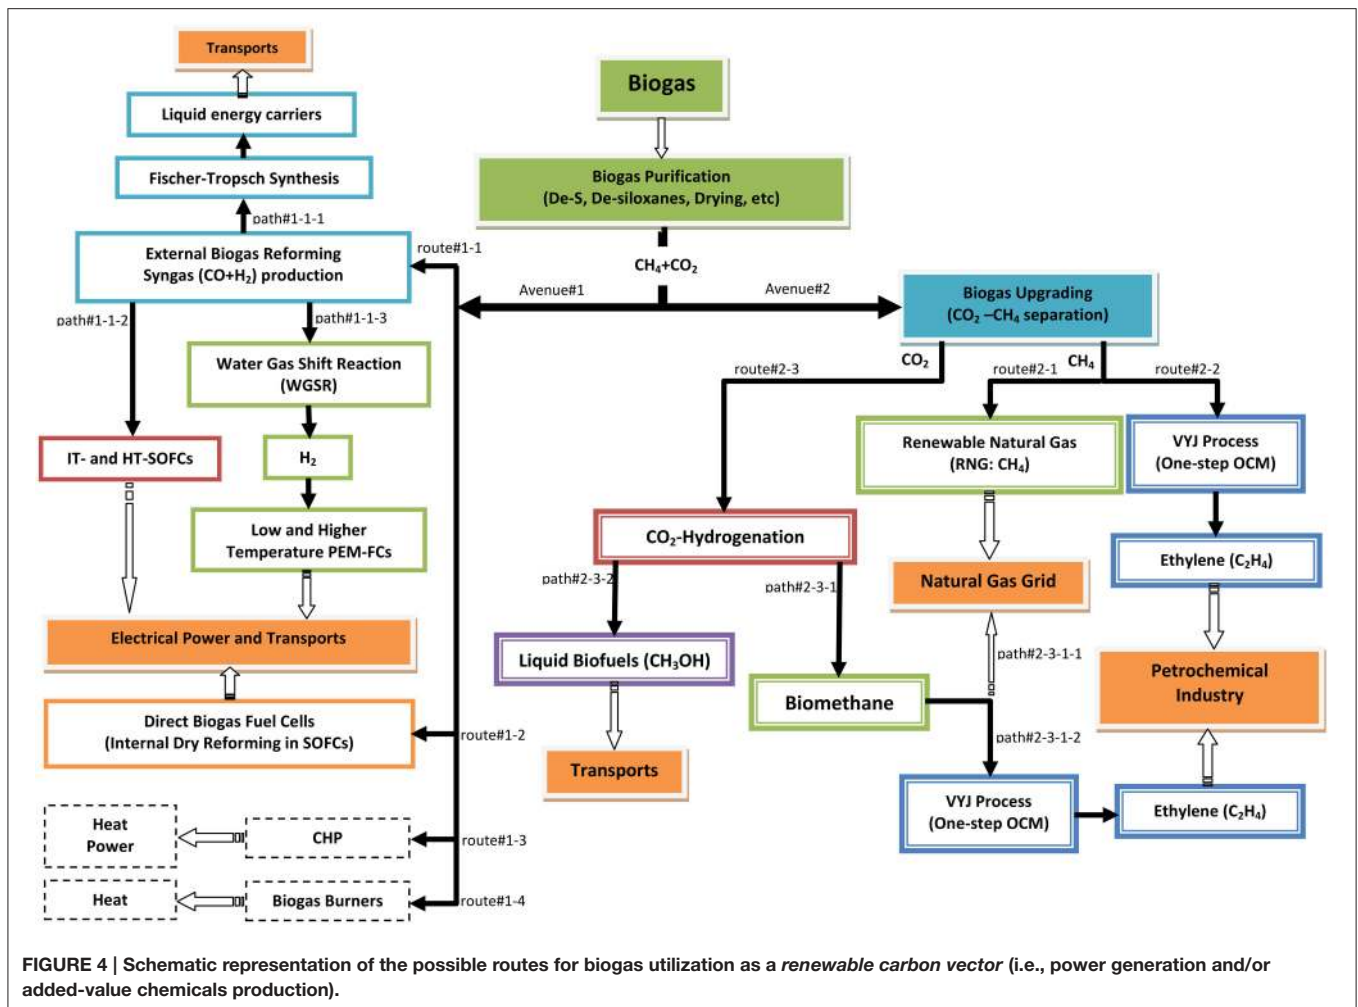 Transports
Liquid energy carriers
Fischer-Tropsch Synthesis
path#1-1-1
External Biogas Reforming
Syngas (CO+H₂) production
route#1-1
path#1-1-2
path#1-1-3
Water Gas Shift Reaction
(WGSR)
IT- and HT-SOFCs
H₂
Low and Higher
Temperature PEM-FCs
Electrical Power and Transports
Direct Biogas Fuel Cells
(Internal Dry Reforming in SOFCs)
route#1-2
Heat
Power
CHP
route#1-3
Heat
Biogas Burners
route#1-4
Biogas
Biogas Purification
(De-S, De-siloxanes, Drying, etc)
CH₄+CO₂
Avenue#1
Avenue#2
Biogas Upgrading
(CO₂ –CH₄ separation)
CO₂
CH₄
route#2-3
route#2-1
route#2-2
Renewable Natural Gas
(RNG: CH₄)
VYJ Process
(One-step OCM)
CO₂-Hydrogenation
Ethylene (C₂H₄)
path#2-3-2
path#2-3-1
Natural Gas Grid
Liquid Biofuels (CH₃OH)
path#2-3-1-1
Petrochemical
Industry
Biomethane
path#2-3-1-2
Transports
VYJ Process
(One-step OCM)
Ethylene (C₂H₄)
FIGURE 4 | Schematic representation of the possible routes for biogas utilization as a renewable carbon vector (i.e., power generation and/or
added-value chemicals production).